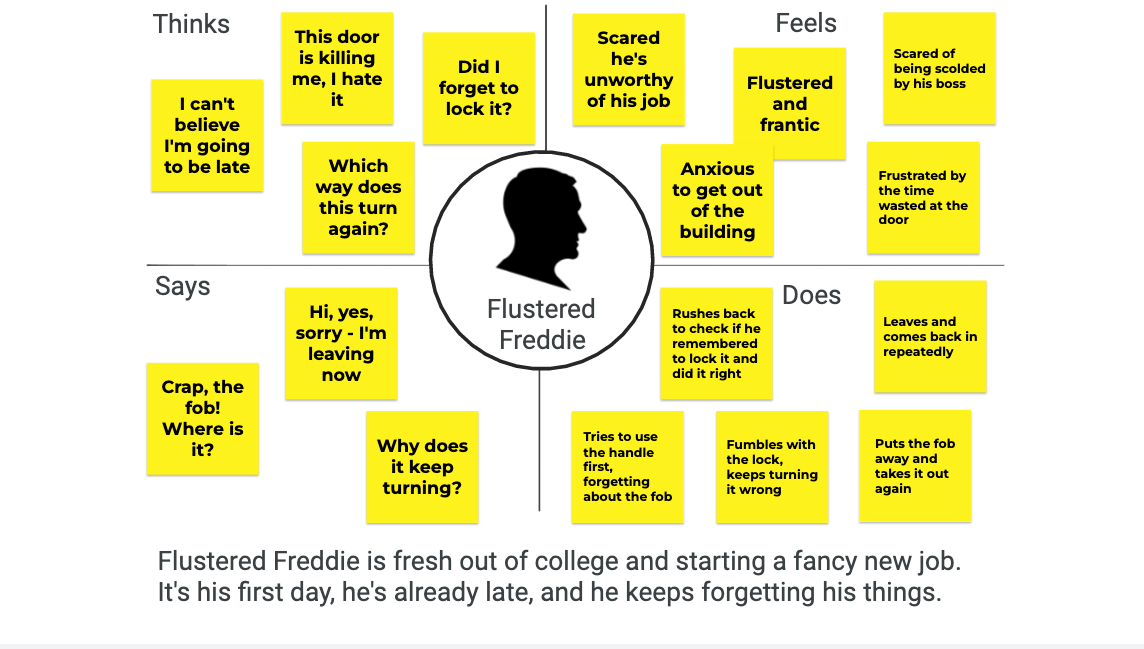 Thinks
This door
is killing
me, I hate
it
Did I
forget to
lock it?
I can't
believe
I'm going
to be late
Which
way does
this turn
again?
Feels
Scared
he's
unworthy
of his job
Flustered
and
frantic
Scared of
being scolded
by his boss
Anxious
to get out
of the
building
Frustrated by
the time
wasted at the
door
Flustered
Freddie
Says
Hi, yes,
sorry - I'm
leaving
now
Crap, the
fob!
Where is
it?
Why does
it keep
turning?
Does
Rushes back
to check if he
remembered
to lock it and
did it right
Leaves and
comes back in
repeatedly
Tries to use
the handle
first,
forgetting
about the fob
Fumbles with
the lock,
keeps turning
it wrong
Puts the fob
away and
takes it out
again
Flustered Freddie is fresh out of college and starting a fancy new job.
It's his first day, he's already late, and he keeps forgetting his things.